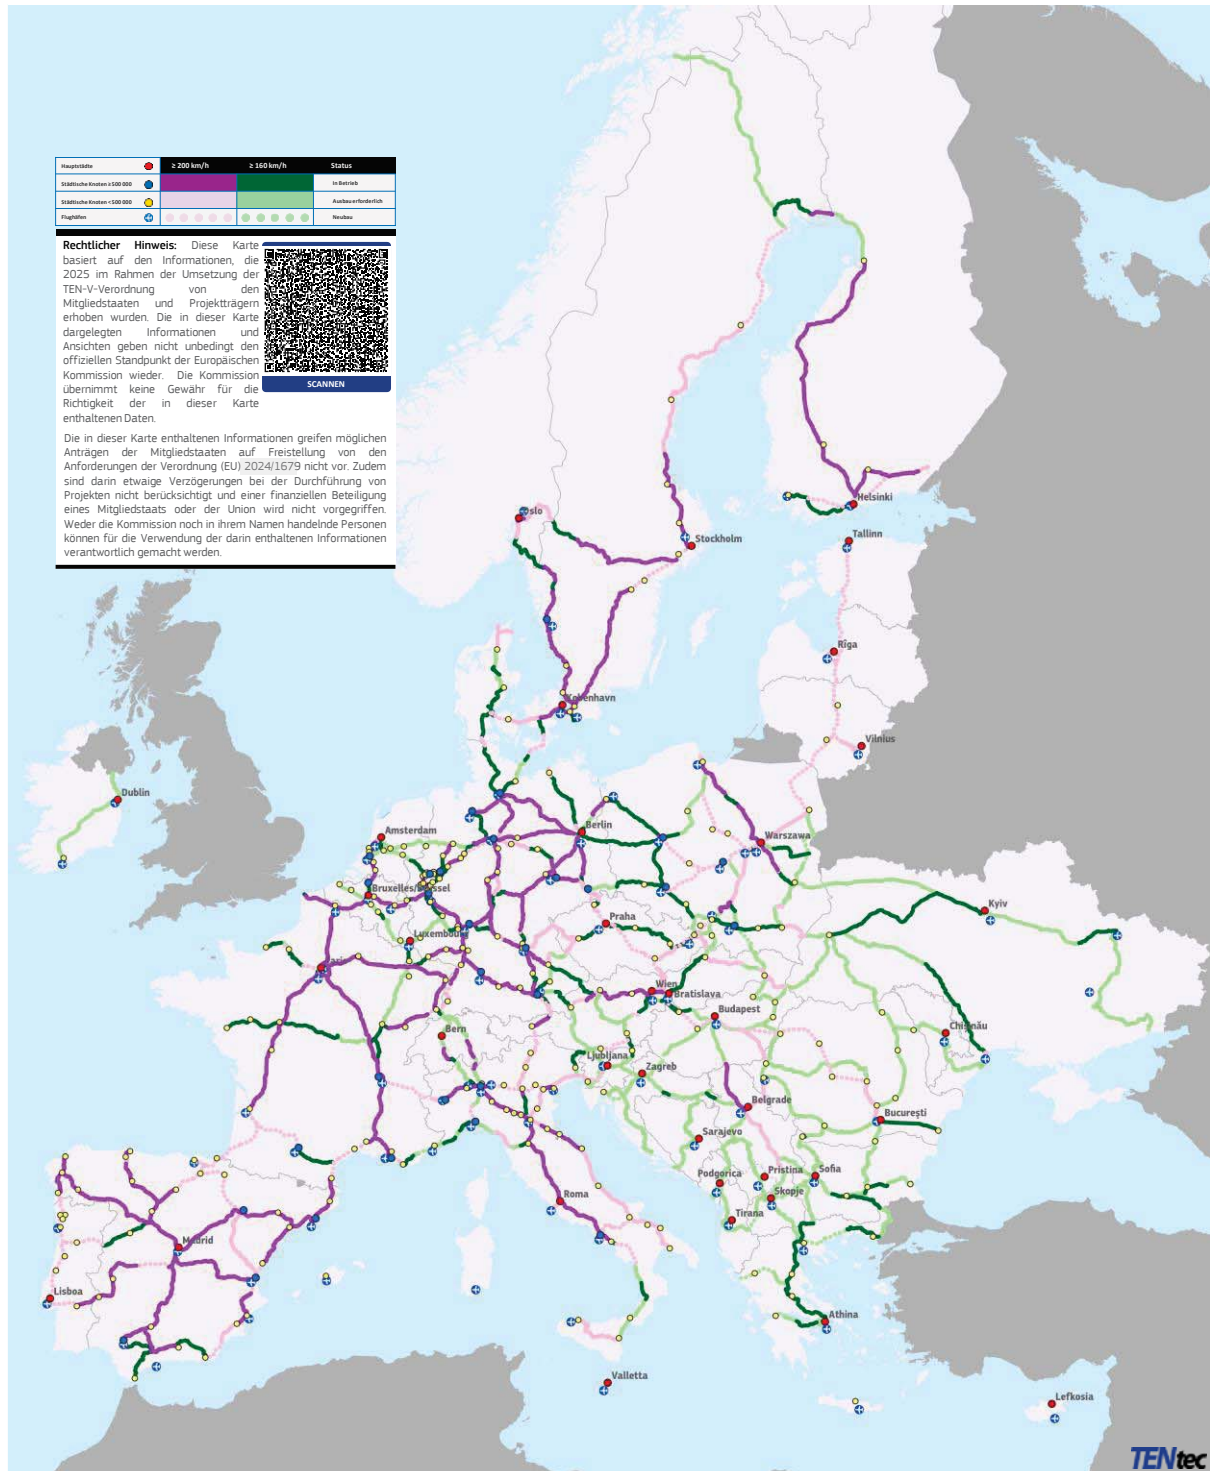 Hauptstädte ≥ 200 km/h ≥ 160 km/h Status
Städtische Knoten ≥ 500 000 In Betrieb
Städtische Knoten < 500 000 Ausbau erforderlich
Flughäfen Neubau
Rechtlicher Hinweis: Diese Karte
basiert auf den Informationen, die
2025 im Rahmen der Umsetzung der
TEN-V-Verordnung von den
Mitgliedstaaten und Projektträgern
erhoben wurden. Die in dieser Karte
dargelegten Informationen und
Ansichten geben nicht unbedingt den
offiziellen Standpunkt der Europäischen
Kommission wieder. Die Kommission
übernimmt keine Gewähr für die
Richtigkeit der in dieser Karte
enthaltenen Daten.
SCANNEN
Die in dieser Karte enthaltenen Informationen greifen möglichen
Anträgen der Mitgliedstaaten auf Freistellung von den
Anforderungen der Verordnung (EU) 2024/1679 nicht vor. Zudem
sind darin etwaige Verzögerungen bei der Durchführung von
Projekten nicht berücksichtigt und einer finanziellen Beteiligung
eines Mitgliedstaats oder der Union wird nicht vorgegriffen.
Weder die Kommission noch in ihrem Namen handelnde Personen
können für die Verwendung der darin enthaltenen Informationen
verantwortlich gemacht werden.
Helsinki
Oslo
Stockholm
Tallinn
Rīga
København
Vilnius
Dublin
Amsterdam
Berlin
Warszawa
Bruxelles/Brussel
Kyiv
Praha
Luxembourg
Paris
Wien
Bratislava
Budapest
Bern
Chișinău
Ljubljana
Zagreb
Belgrade
București
Sarajevo
Podgorica
Pristina
Sofia
Skopje
Roma
Tirana
Madrid
Lisboa
Athina
Valletta
Lefkosia
TENtec